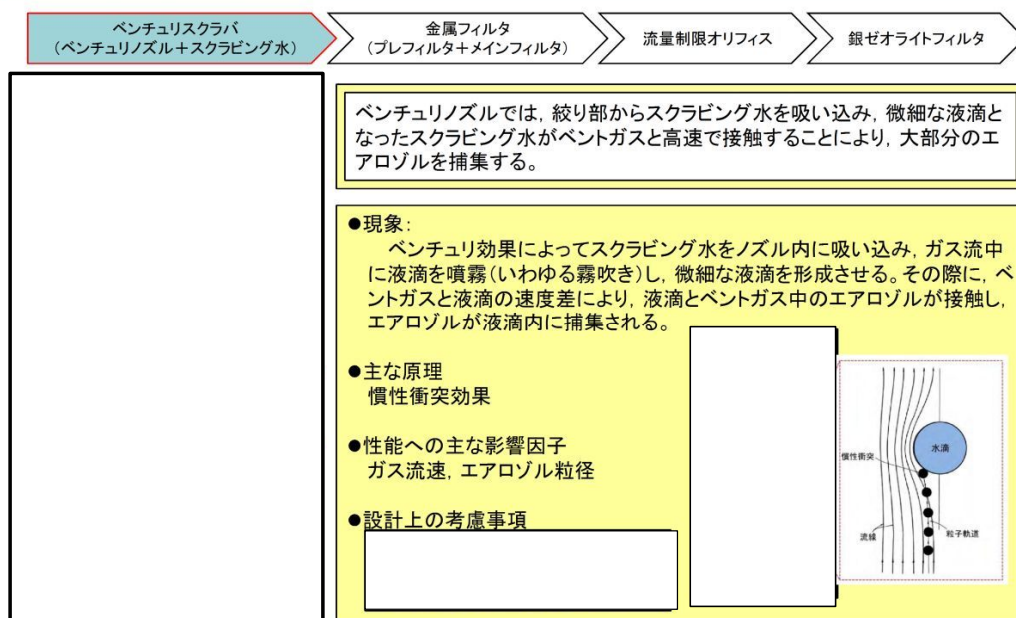 ベンチュリスクラバ
(ベンチュリノズル+スクラビング水)
金属フィルタ
(プレフィルタ+メインフィルタ)
流量制限オリフィス
銀ゼオライトフィルタ
ベンチュリノズルでは，絞り部からスクラビング水を吸い込み，微細な液滴と
なったスクラビング水がベントガスと高速で接触することにより，大部分のエ
アロゾルを捕集する。
●現象：
ベンチュリ効果によってスクラビング水をノズル内に吸い込み，ガス流中
に液滴を噴霧（いわゆる霧吹き）し，微細な液滴を形成させる。その際に，ベ
ントガスと液滴の速度差により，液滴とベントガス中のエアロゾルが接触し，
エアロゾルが液滴内に捕集される。
●主な原理
慣性衝突効果
●性能への主な影響因子
ガス流速，エアロゾル粒径
●設計上の考慮事項
水滴
慣性衝突
流線
粒子軌道